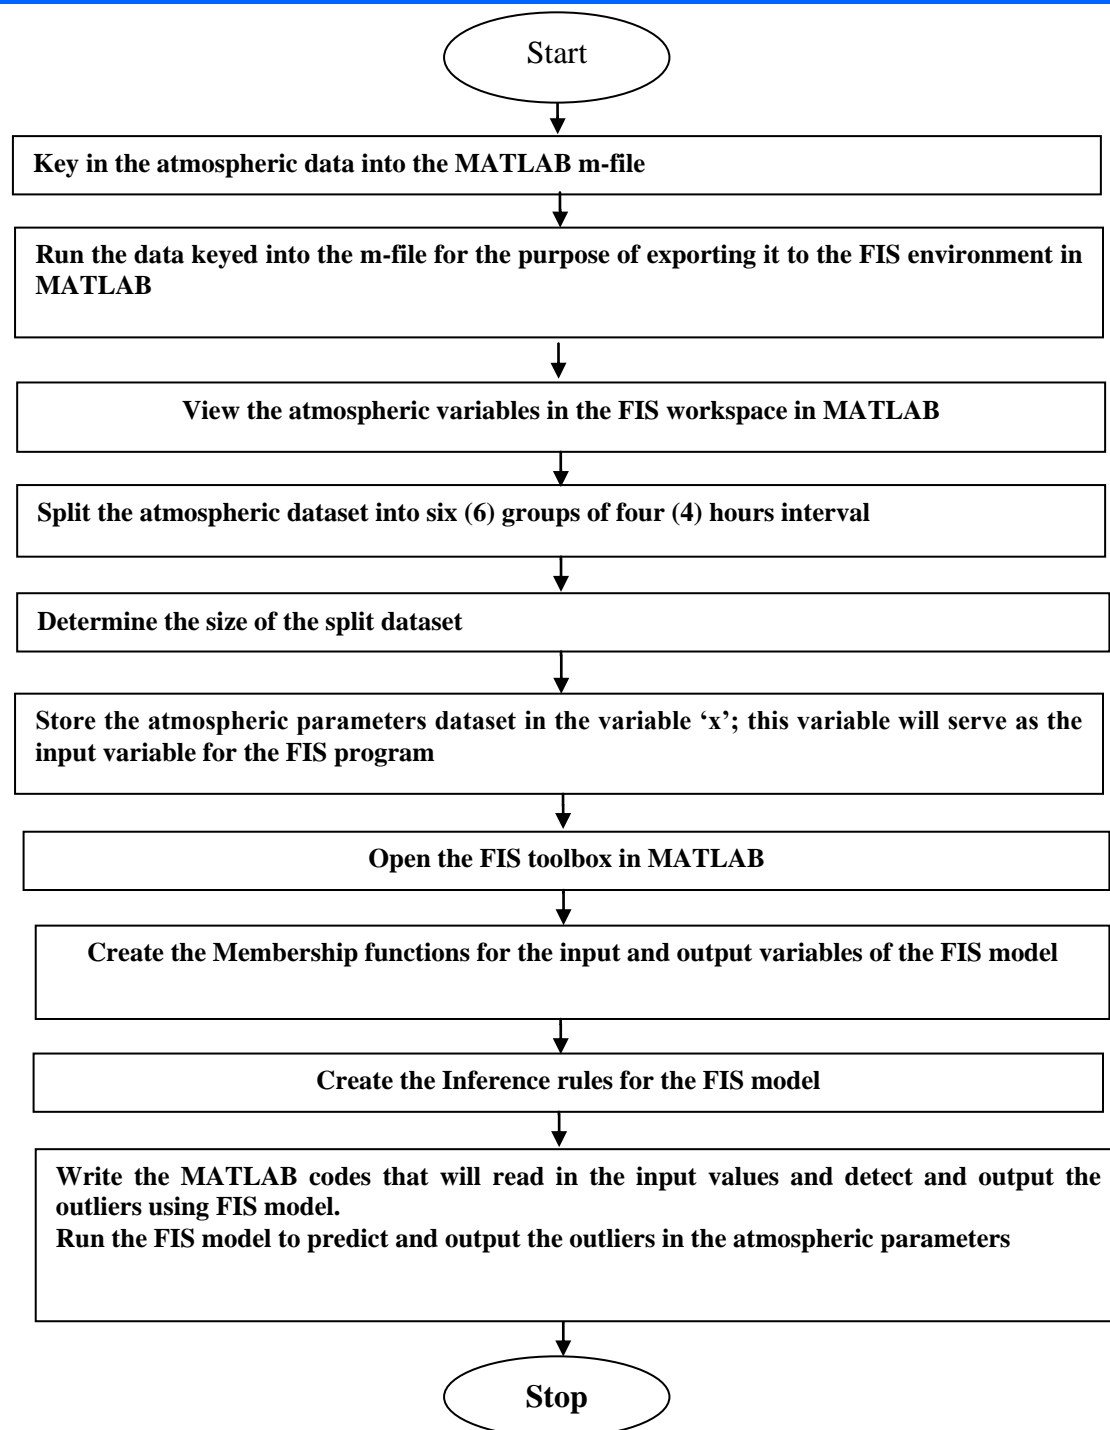 Start
Key in the atmospheric data into the MATLAB m-file
Run the data keyed into the m-file for the purpose of exporting it to the FIS environment in
MATLAB
View the atmospheric variables in the FIS workspace in MATLAB
Split the atmospheric dataset into six (6) groups of four (4) hours interval
Determine the size of the split dataset
Store the atmospheric parameters dataset in the variable ‘x’; this variable will serve as the
input variable for the FIS program
Open the FIS toolbox in MATLAB
Create the Membership functions for the input and output variables of the FIS model
Create the Inference rules for the FIS model
Write the MATLAB codes that will read in the input values and detect and output the
outliers using FIS model.
Run the FIS model to predict and output the outliers in the atmospheric parameters
Stop